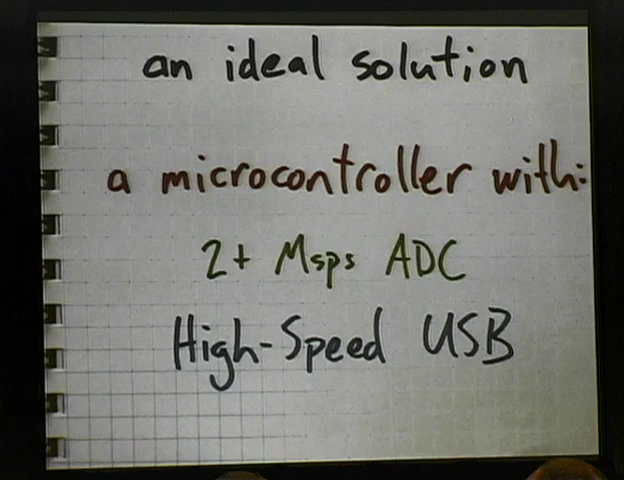 an ideal solution
a microcontroller with:
2+ Msps ADC
High-Speed USB